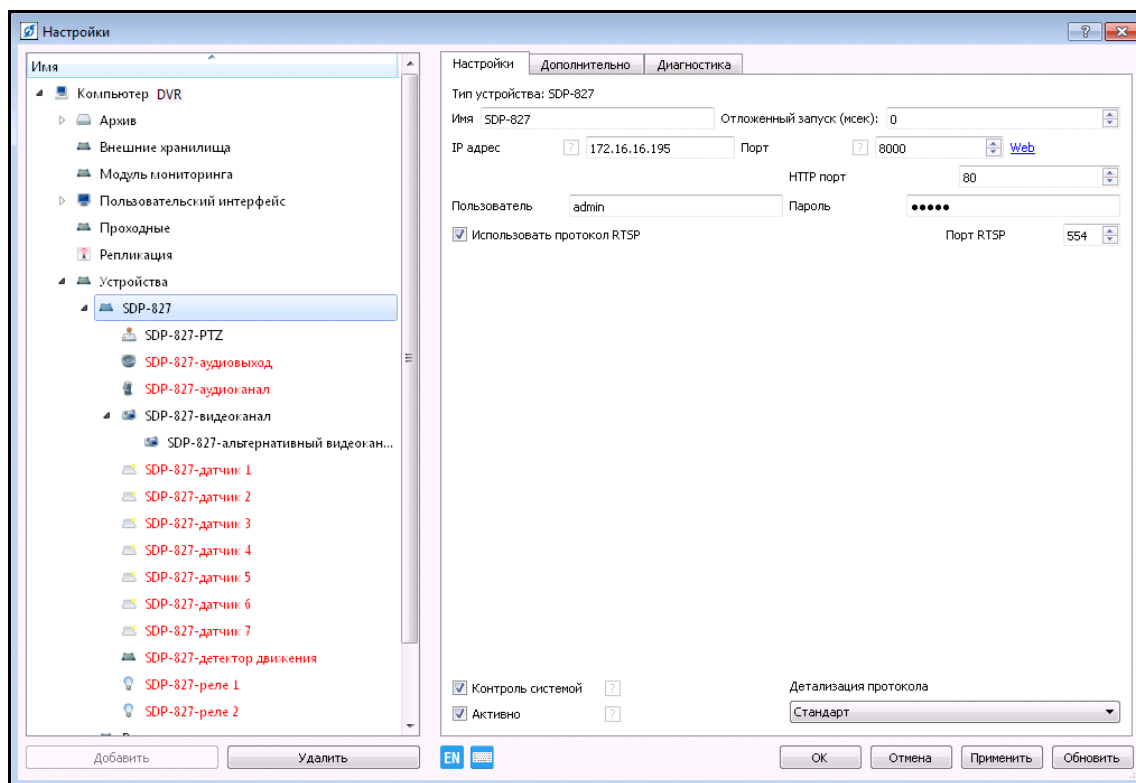 Настройки
Имя
Компьютер DVR
Архив
Внешние хранилища
Модуль мониторинга
Пользовательский интерфейс
Проходные
Репликация
Устройства
SDP-827
SDP-827-PTZ
SDP-827-аудиовыход
SDP-827-аудиоканал
SDP-827-видеоканал
SDP-827-альтернативный видеокан...
SDP-827-датчик 1
SDP-827-датчик 2
SDP-827-датчик 3
SDP-827-датчик 4
SDP-827-датчик 5
SDP-827-датчик 6
SDP-827-датчик 7
SDP-827-детектор движения
SDP-827-реле 1
SDP-827-реле 2
Добавить Удалить
Настройки Дополнительно Диагностика
Тип устройства: SDP-827
Имя SDP-827 Отложенный запуск (мсек): 0
IP адрес ? 172.16.16.195 Порт ? 8000 Web
HTTP порт 80
Пользователь admin Пароль ●●●●●
Использовать протокол RTSP Порт RTSP 554
Контроль системой ? Детализация протокола
Активно ? Стандарт
EN ОК Отмена Применить Обновить